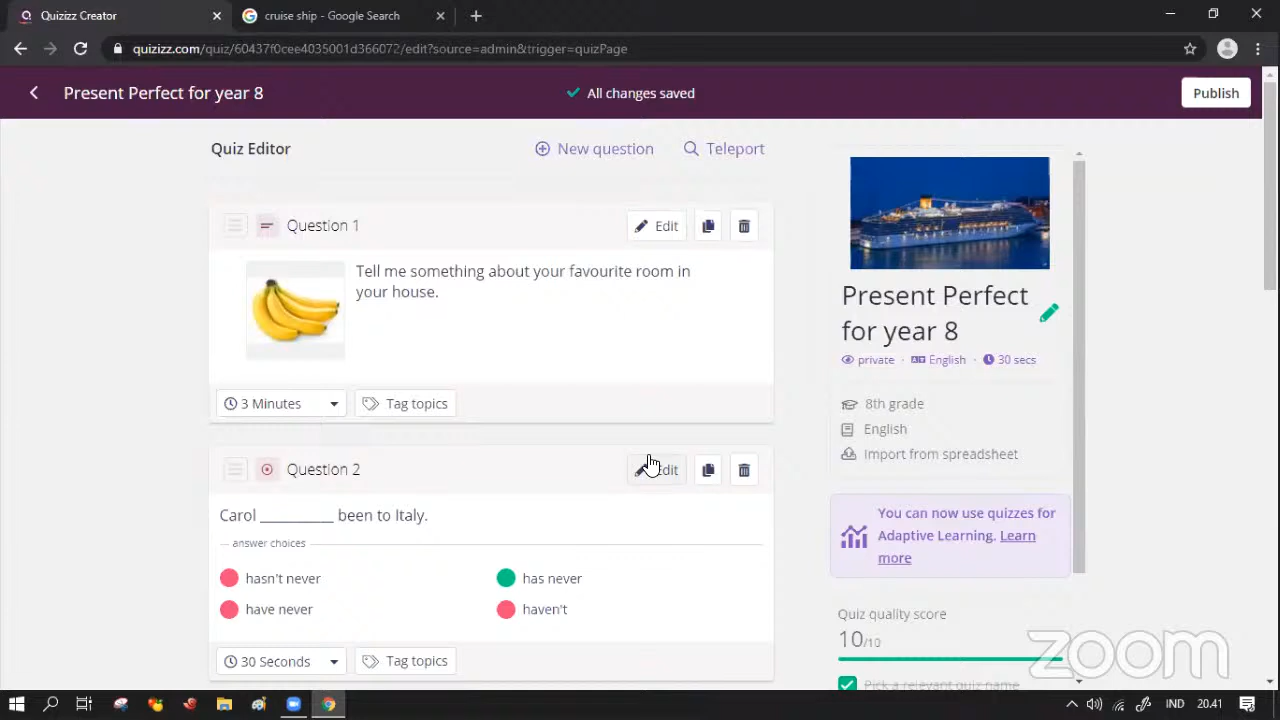 Quizizz Creator
cruise ship - Google Search
quizizz.com/quiz/60437f0cee4035001d366072/edit?source=admin&trigger=quizPage
Present Perfect for year 8
All changes saved
Publish
Quiz Editor
New question
Teleport
Question 1
Edit
Tell me something about your favourite room in
your house.
3 Minutes
Tag topics
Question 2
Edit
Carol __________ been to Italy.
answer choices
hasn't never
has never
have never
haven't
30 Seconds
Tag topics
Present Perfect
for year 8
private · English · 30 secs
8th grade
English
Import from spreadsheet
You can now use quizzes for
Adaptive Learning. Learn
more
Quiz quality score
10/10
Pick a relevant quiz name
zoom
IND
20.41